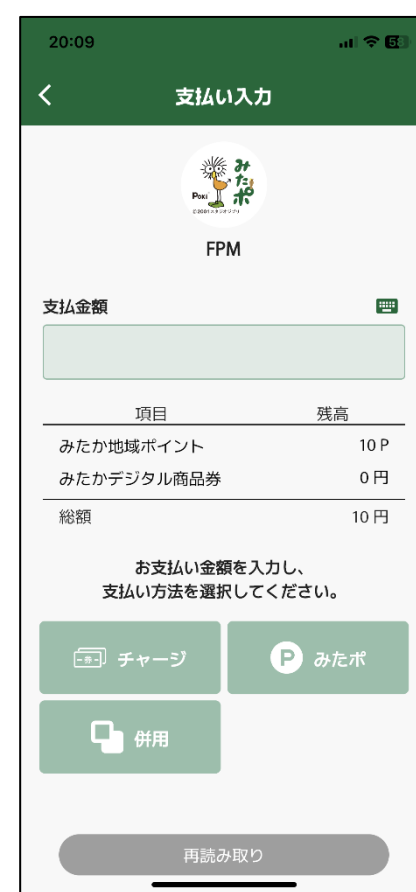 20:09
支払い入力
みたポ
POKI
FPM
支払金額
項目 残高
みたか地域ポイント 10 P
みたかデジタル商品券 0 円
総額 10 円
お支払い金額を入力し、
支払い方法を選択してください。
-券- チャージ
P みたポ
併用
再読み取り